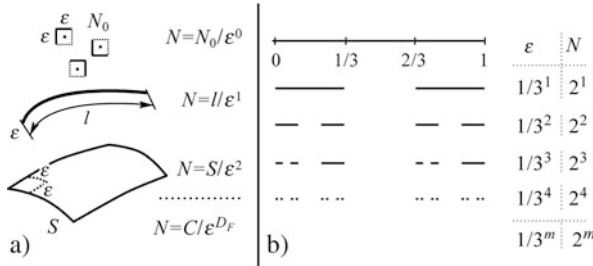 ε N₀
ε
N=N₀/ε⁰
l
ε
N=l/ε¹
ε
ε
N=S/ε²
S
N=C/ε^{D_F}
a)
0 1/3 2/3 1
ε N
1/3¹ 2¹
1/3² 2²
1/3³ 2³
1/3⁴ 2⁴
1/3ᵐ 2ᵐ
b)